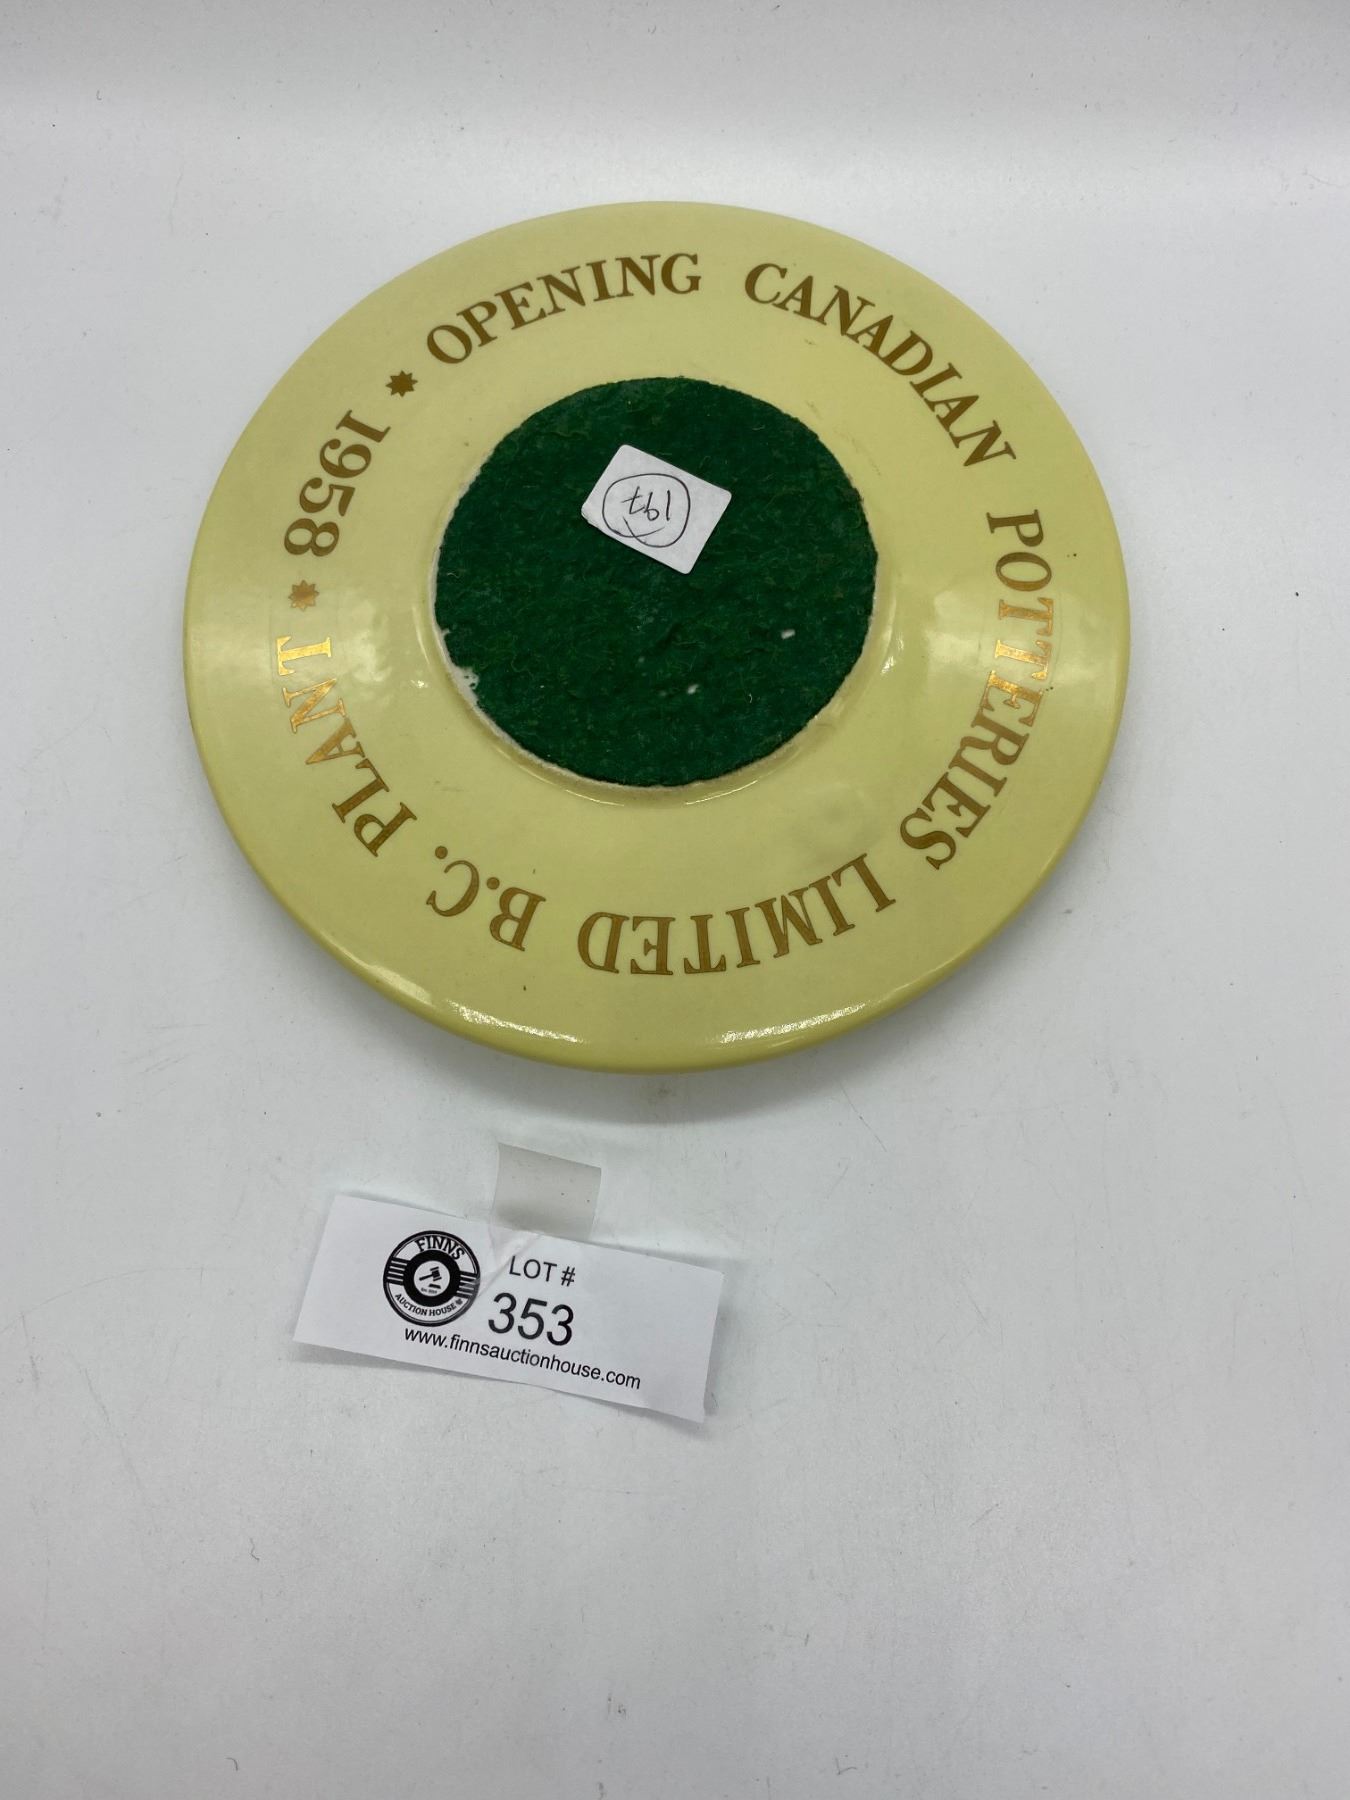 OPENING CANADIAN POTTERIES LIMITED B.C. PLANT * 1958 *
197
FINNS
AUCTION HOUSE
LOT #
353
www.finnsauctionhouse.com